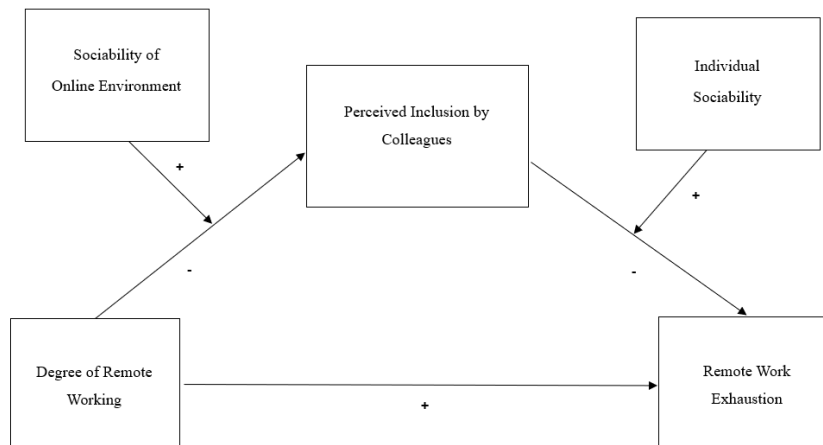 Sociability of
Online Environment
Individual
Sociability
Perceived Inclusion by
Colleagues
+
+
-
-
Degree of Remote
Working
Remote Work
Exhaustion
+